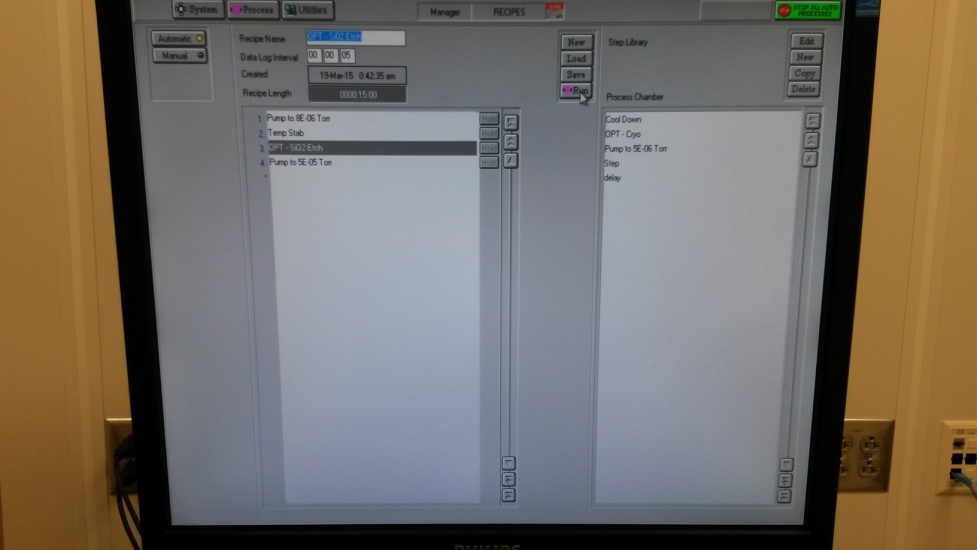 System Process Utilities
Manager RECIPES
STOP ALL AUTO
PROCESSES
Automatic
Manual
Recipe Name OPT - SiO2 Etch
Data Log Interval 00 00 05
Created 19-Mar-15 0:42:35 am
Recipe Length 0000:15:00
New
Load
Save
Run
Step Library
Process Chamber
Edit
New
Copy
Delete
1. Pump to 8E-06 Torr
2. Temp Stab
3. OPT - SiO2 Etch
4. Pump to 5E-05 Torr
Cool Down
OPT - Cryo
Pump to 5E-06 Torr
Step
delay
PHILIPS